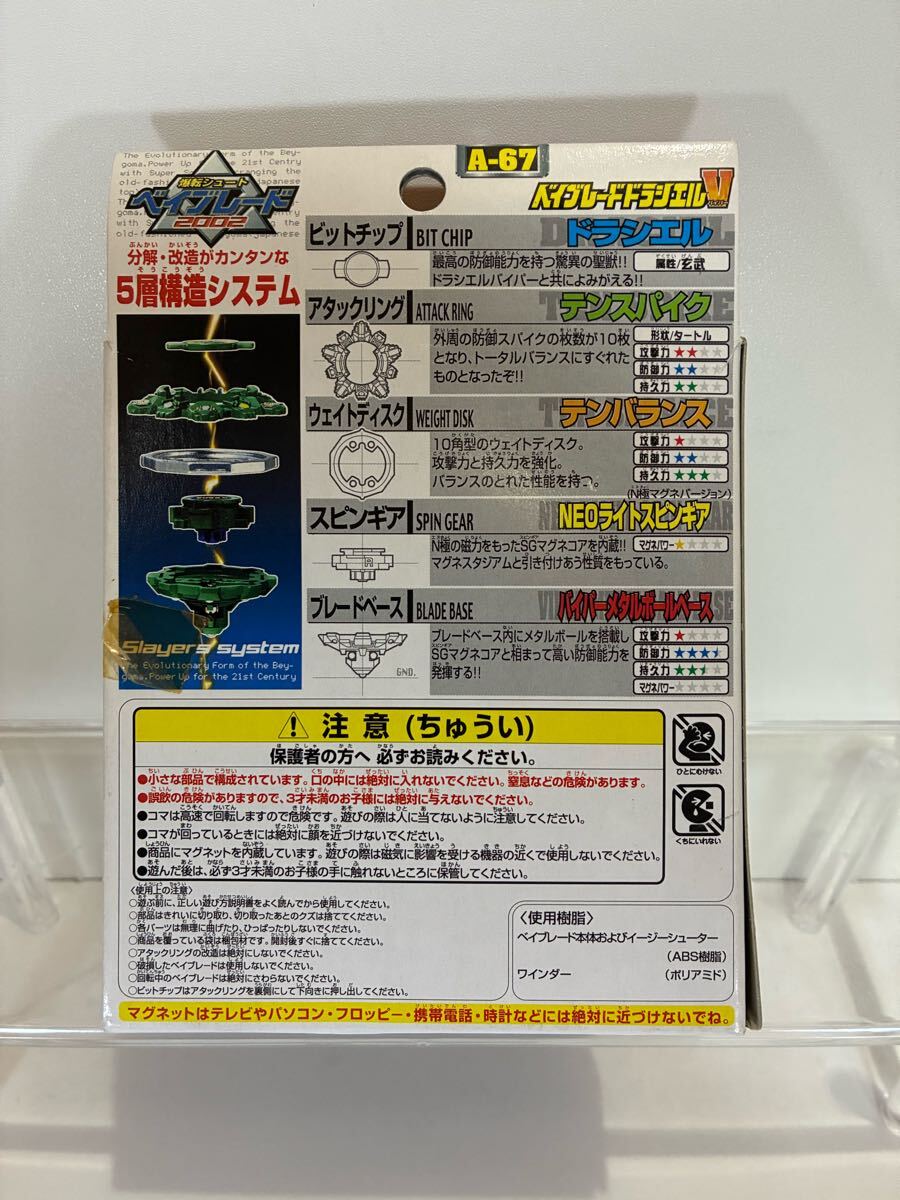 A-67
The Evolutionary Form of the Bey-
goma.Power Up for the 21st Centry
爆転シュート
ベイブレード
2002
ぶんかい かいぞう
分解・改造がカンタンな
そうこうぞう
5層構造システム
5layers system
The Evolutionary Form of the Bey-
goma.Power Up for the 21st Century
ベイブレードドラシエルV
ビットチップ BIT CHIP ドラシエル
最高の防御能力を持つ驚異の聖獣!!
ドラシエルバイパーと共によみがえる!!
属性/玄武
アタックリング ATTACK RING テンスパイク
外周の防御スパイクの枚数が10枚
となり、トータルバランスにすぐれた
ものとなったぞ!!
形状/タートル
攻撃力★★☆☆
防御力★★☆☆
持久力★★☆☆
ウェイトディスク WEIGHT DISK テンバランス
10角型のウェイトディスク。
攻撃力と持久力を強化。
バランスのとれた性能を持つ。
攻撃力★☆☆☆
防御力★★☆☆
持久力★★★☆
(N極マグネバージョン)
スピンギア SPIN GEAR NEOライトスピンギア
N極の磁力をもったSGマグネコアを内蔵!!
マグネスタジアムと引き付けあう性質をもっている。
マグネパワー★☆☆☆
R
ブレードベース BLADE BASE バイパーメタルボールベース
ブレードベース内にメタルボールを搭載し
SGマグネコアと相まって高い防御能力を
発揮する!!
GND.
攻撃力★☆☆☆
防御力
持久力
マグネパワー☆☆☆☆
注意(ちゅうい)
保護者の方へ 必ずお読みください。
●小さな部品で構成されています。口の中には絶対に入れないでください。窒息などの危険があります。
●誤飲の危険がありますので、3才未満のお子様には絶対に与えないでください。
●コマは高速で回転しますので危険です。遊びの際は人に当てないように注意してください。
●コマが回っているときには絶対に顔を近づけないでください。
●商品にマグネットを内蔵しています。遊びの際は磁気に影響を受ける機器の近くで使用しないでください。
●遊んだ後は、必ず3才未満のお子様の手に触れないところに保管してください。
ひとにむけない
くちにいれない
〈使用上の注意〉
○遊ぶ前に、正しい遊び方説明書をよく読んでから使用してください。
○部品はきれいに切り取り、切り取ったあとのクズは捨ててください。
○各パーツは無理に曲げたり、ひっぱったりしないでください。
○商品を覆っている袋は梱包材です。開封後すぐに捨ててください。
○アタックリングの改造は絶対にしないでください。
○破損したベイブレードは使用しないでください。
○回転中のベイブレードは絶対にさわらないでください。
○ビットチップはアタックリングを裏側にして下向きに押し出してください。
〈使用樹脂〉
ベイブレード本体およびイージーシューター
(ABS樹脂)
ワインダー (ポリアミド)
マグネットはテレビやパソコン・フロッピー・携帯電話・時計などには絶対に近づけないでね。